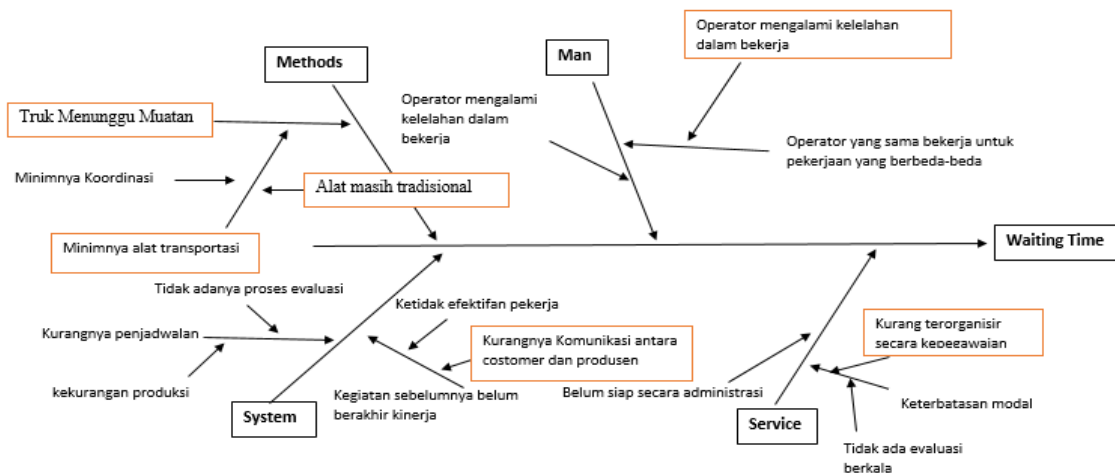 Operator mengalami kelelahan
dalam bekerja
Man
Methods
Operator mengalami
kelelahan dalam
bekerja
Truk Menunggu Muatan
Operator yang sama bekerja untuk
pekerjaan yang berbeda-beda
Minimnya Koordinasi
Alat masih tradisional
Minimnya alat transportasi
Waiting Time
Tidak adanya proses evaluasi
Ketidak efektifan pekerja
Kurangnya penjadwalan
Kurangnya Komunikasi antara
costomer dan produsen
Kurang terorganisir
secara kepegawaian
kekurangan produksi
Kegiatan sebelumnya belum
berakhir kinerja
Belum siap secara administrasi
Keterbatasan modal
System
Service
Tidak ada evaluasi
berkala